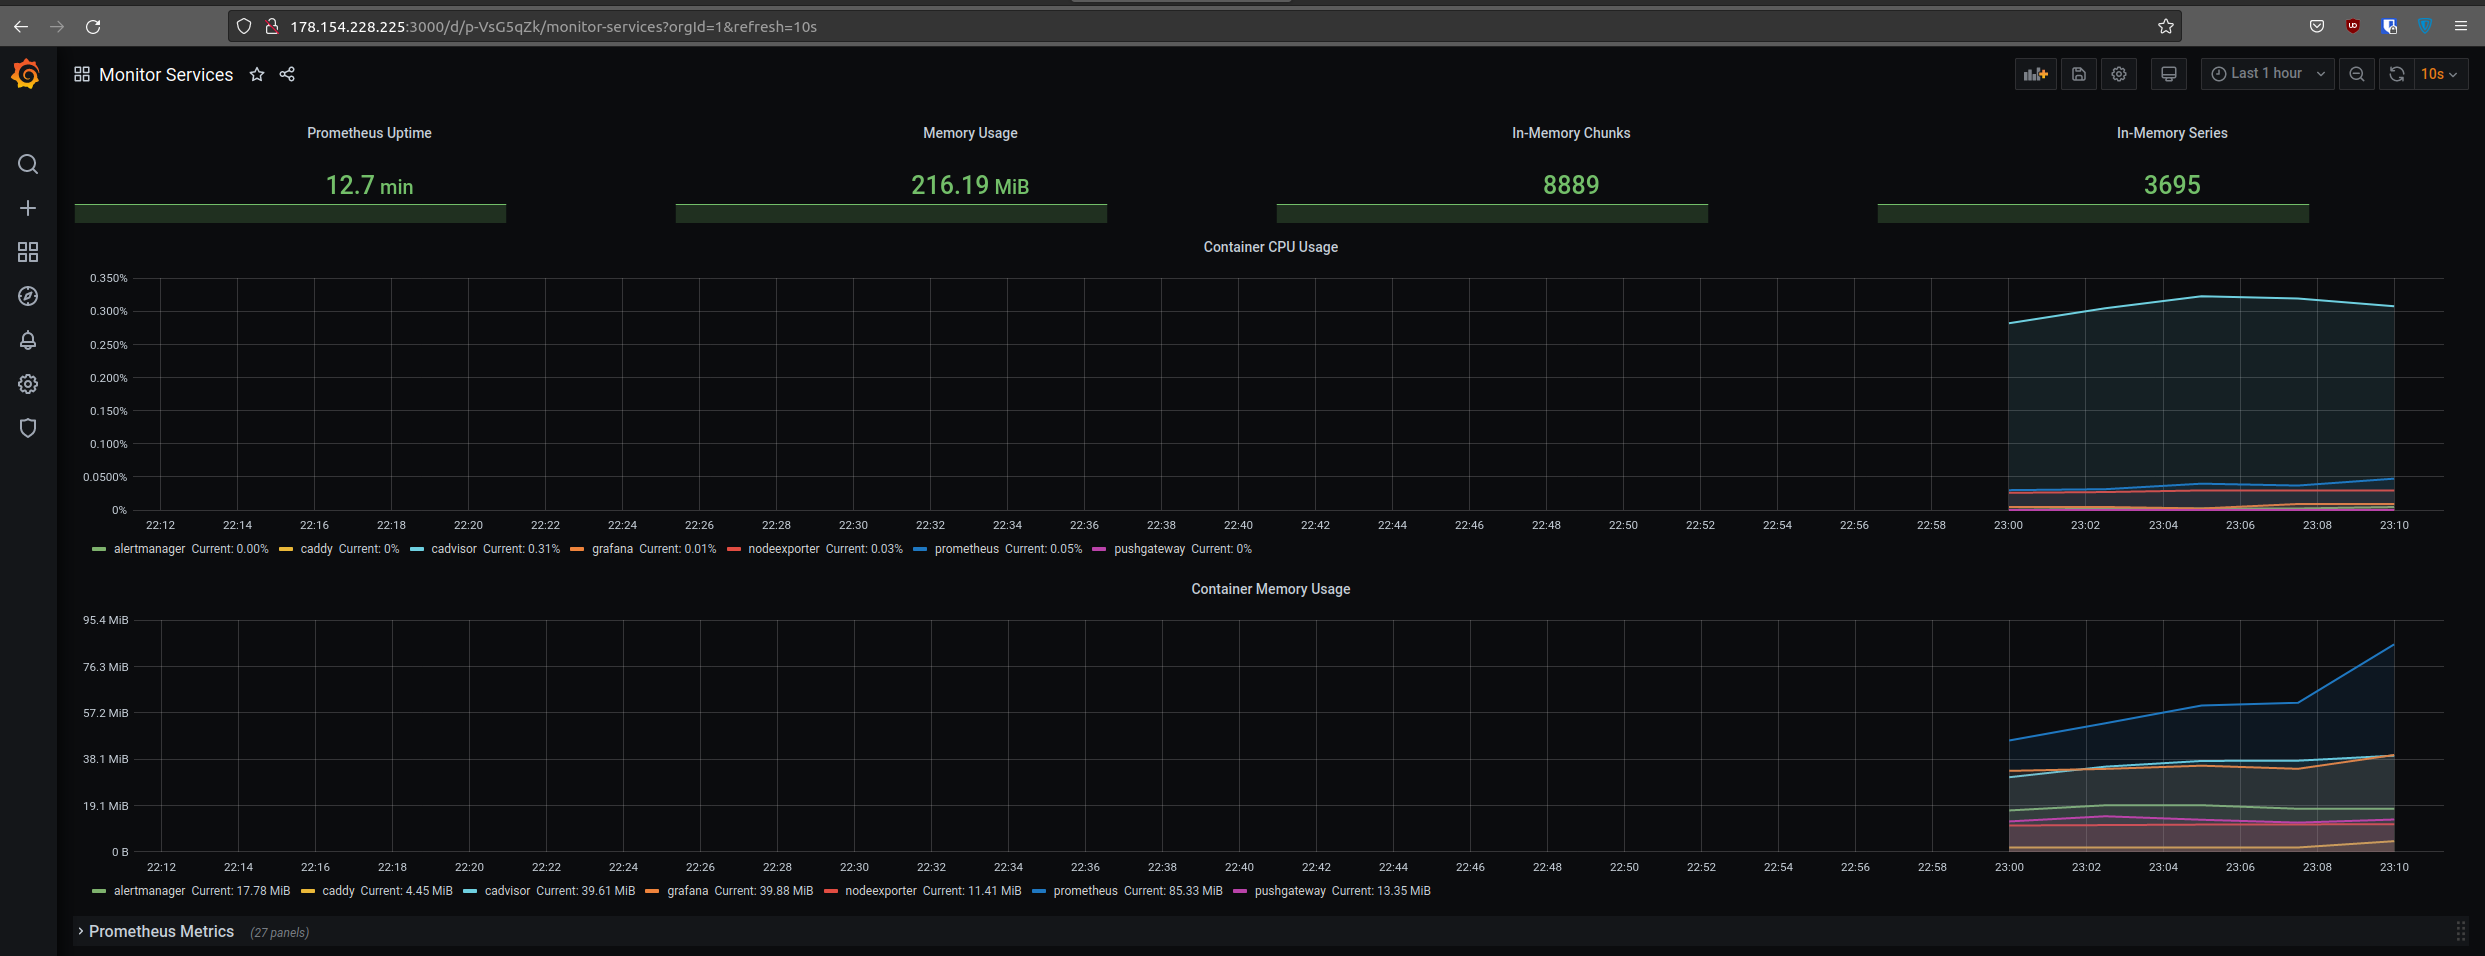 178.154.228.225:3000/d/p-VsG5qZk/monitor-services?orgId=1&refresh=10s
Monitor Services
Last 1 hour
10s
Prometheus Uptime
Memory Usage
In-Memory Chunks
In-Memory Series
12.7 min
216.19 MiB
8889
3695
Container CPU Usage
0.350%
0.300%
0.250%
0.200%
0.150%
0.100%
0.0500%
0%
22:12 22:14 22:16 22:18 22:20 22:22 22:24 22:26 22:28 22:30 22:32 22:34 22:36 22:38 22:40 22:42 22:44 22:46 22:48 22:50 22:52 22:54 22:56 22:58 23:00 23:02 23:04 23:06 23:08 23:10
alertmanager Current: 0.00% caddy Current: 0% cadvisor Current: 0.31% grafana Current: 0.01% nodeexporter Current: 0.03% prometheus Current: 0.05% pushgateway Current: 0%
Container Memory Usage
95.4 MiB
76.3 MiB
57.2 MiB
38.1 MiB
19.1 MiB
0 B
22:12 22:14 22:16 22:18 22:20 22:22 22:24 22:26 22:28 22:30 22:32 22:34 22:36 22:38 22:40 22:42 22:44 22:46 22:48 22:50 22:52 22:54 22:56 22:58 23:00 23:02 23:04 23:06 23:08 23:10
alertmanager Current: 17.78 MiB caddy Current: 4.45 MiB cadvisor Current: 39.61 MiB grafana Current: 39.88 MiB nodeexporter Current: 11.41 MiB prometheus Current: 85.33 MiB pushgateway Current: 13.35 MiB
Prometheus Metrics (27 panels)